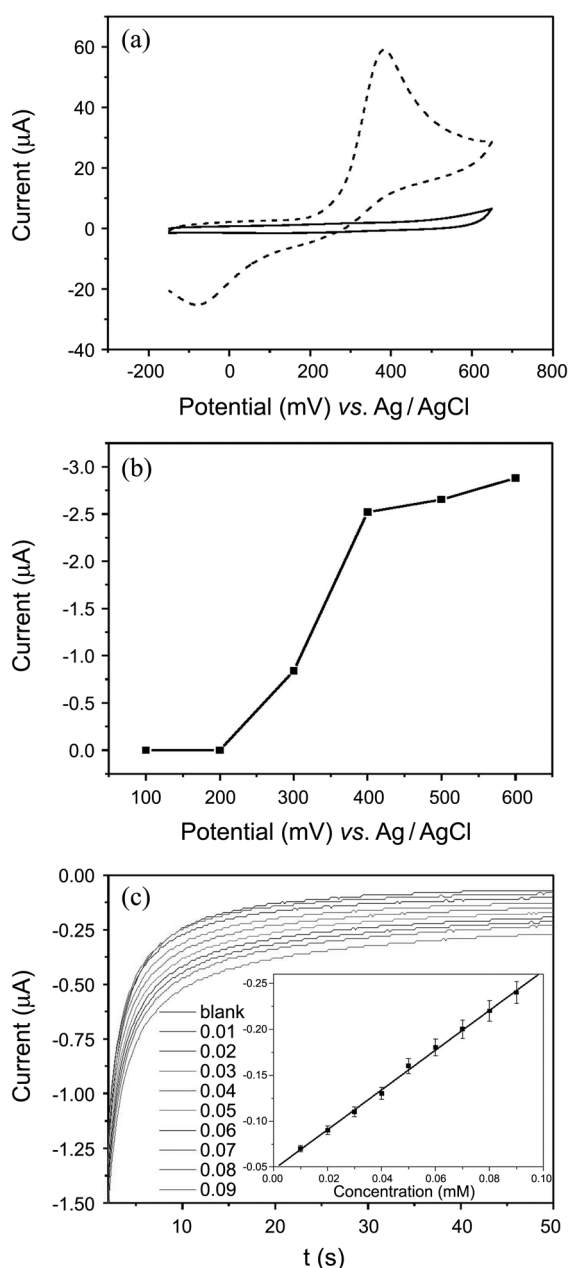 (a)
60
40
20
0
-20
-40
Current (µA)
-200 0 200 400 600 800
Potential (mV) vs. Ag / AgCl
(b)
-3.0
-2.5
-2.0
-1.5
-1.0
-0.5
0.0
Current (µA)
100 200 300 400 500 600
Potential (mV) vs. Ag / AgCl
(c)
0.00
-0.25
-0.50
-0.75
-1.00
-1.25
-1.50
Current (µA)
blank
0.01
0.02
0.03
0.04
0.05
0.06
0.07
0.08
0.09
-0.25
-0.20
-0.15
-0.10
-0.05
0.00 0.02 0.04 0.06 0.08 0.10
Concentration (mM)
10 20 30 40 50
t (s)